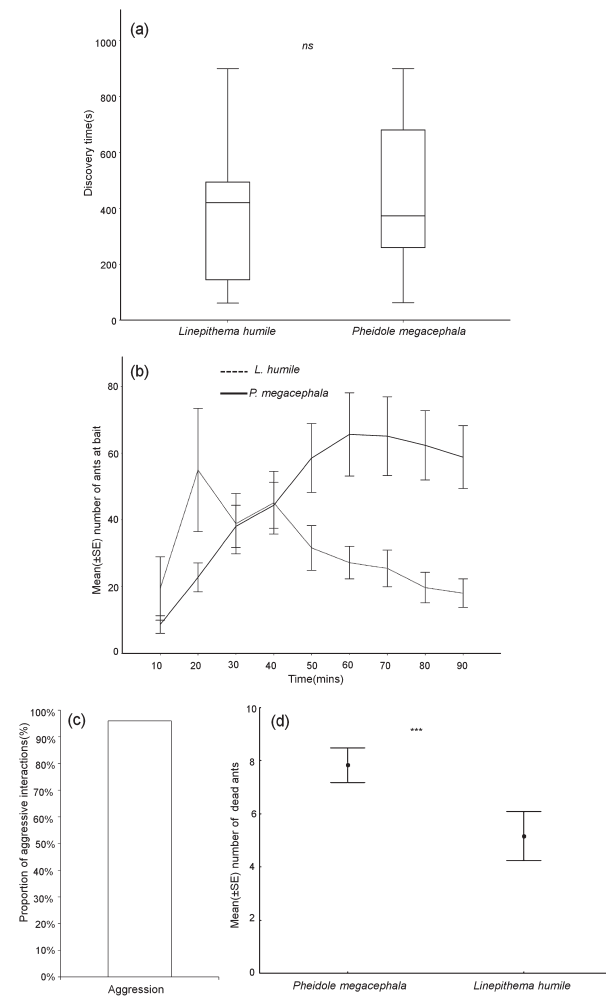 (a)
ns
1000
800
600
400
200
0
Discovery time(s)
Linepithema humile
Pheidole megacephala
(b)
L. humile
P. megacephala
80
60
40
20
0
Mean(±SE) number of ants at bait
10 20 30 40 50 60 70 80 90
Time(mins)
(c)
100%
90%
80%
70%
60%
50%
40%
30%
20%
10%
0%
Proportion of aggressive interactions(%)
Aggression
(d)
***
10
8
6
4
2
0
Mean(±SE) number of dead ants
Pheidole megacephala
Linepithema humile